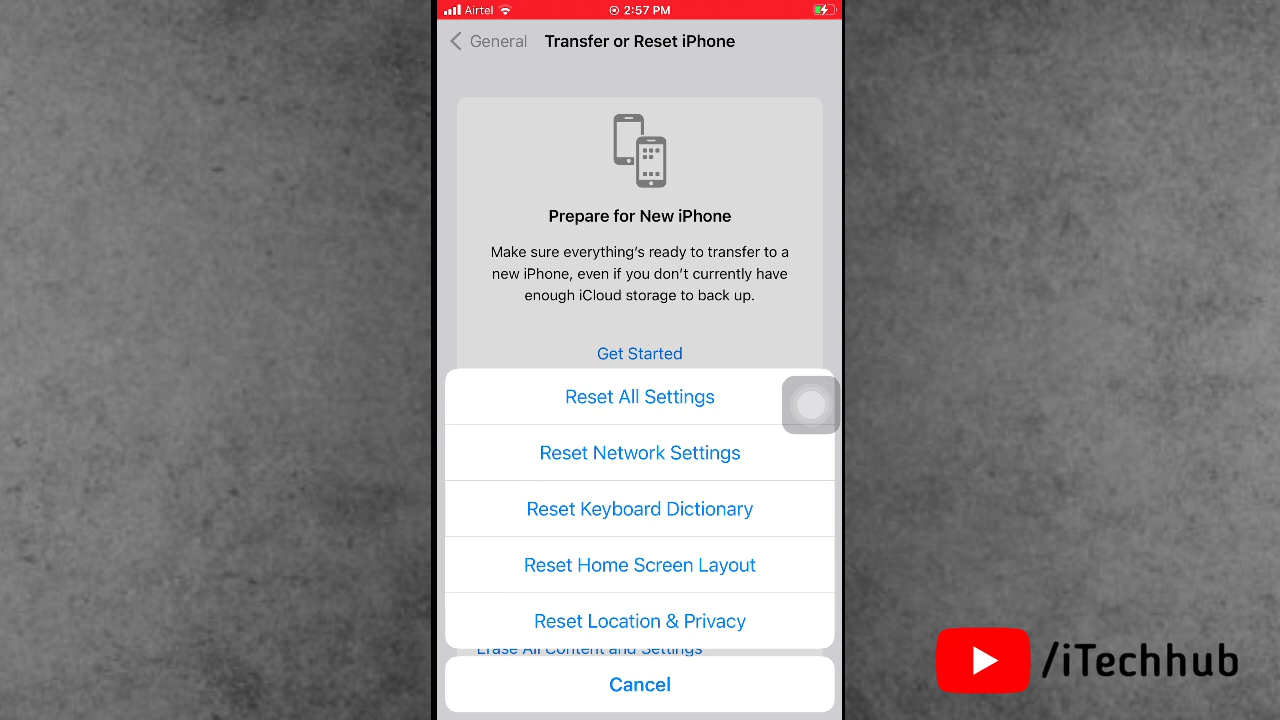 Airtel 2:57 PM
General Transfer or Reset iPhone
Prepare for New iPhone
Make sure everything's ready to transfer to a
new iPhone, even if you don't currently have
enough iCloud storage to back up.
Get Started
Reset All Settings
Reset Network Settings
Reset Keyboard Dictionary
Reset Home Screen Layout
Reset Location & Privacy
Erase All Content and Settings
Cancel
/iTechhub